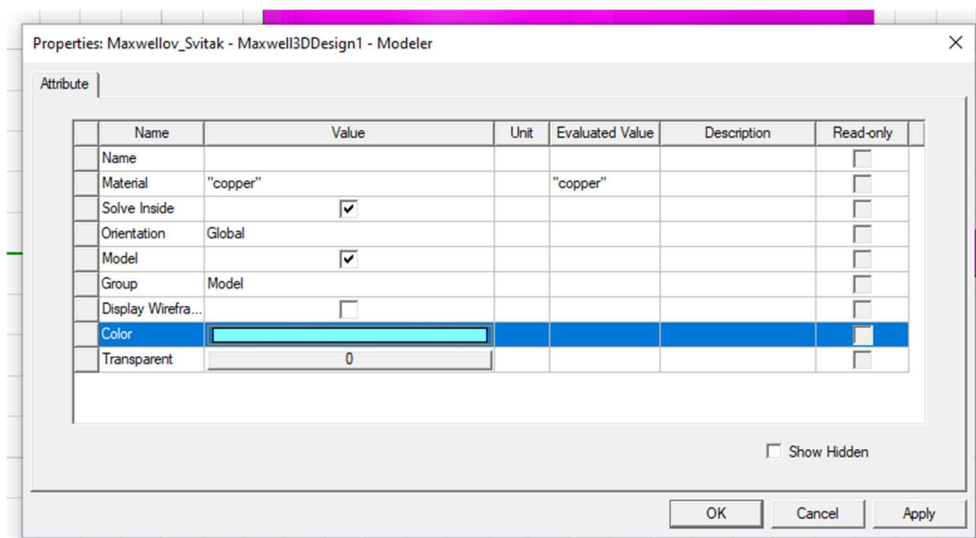 Properties: Maxwellov_Svitak - Maxwell3DDesign1 - Modeler
Attribute
Name Value Unit Evaluated Value Description Read-only
Name
Material "copper" "copper"
Solve Inside
Orientation Global
Model
Group Model
Display Wirefra...
Color
Transparent 0
Show Hidden
OK Cancel Apply